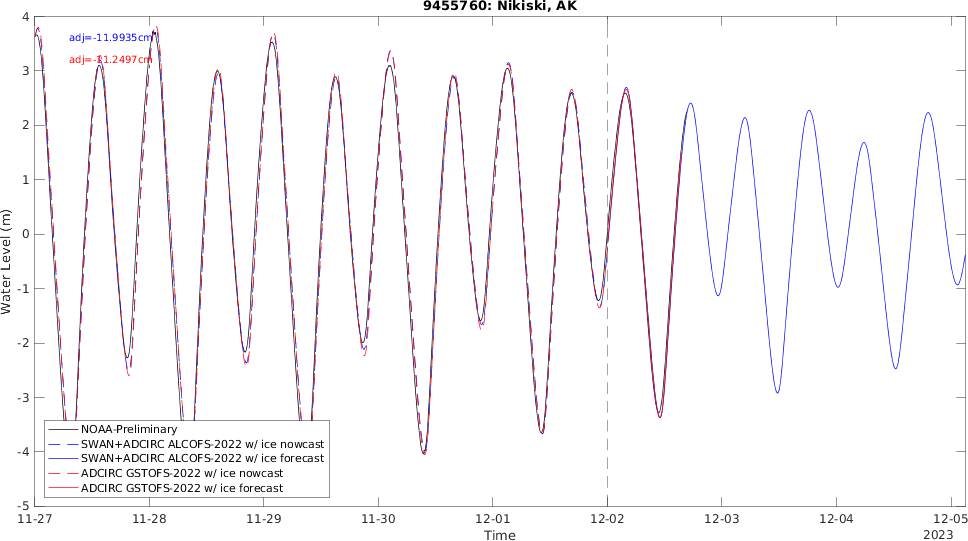 9455760: Nikiski, AK
adj=-11.9935cm
4
3
2
1
0
-1
-2
-3
-4
-5
Water Level (m)
NOAA-Preliminary
SWAN+ADCIRC ALCOFS-2022 w/ ice nowcast
SWAN+ADCIRC ALCOFS-2022 w/ ice forecast
ADCIRC GSTOFS-2022 w/ ice nowcast
ADCIRC GSTOFS-2022 w/ ice forecast
11-27
11-28
11-29
11-30
12-01
12-02
12-03
12-04
12-05
Time
2023